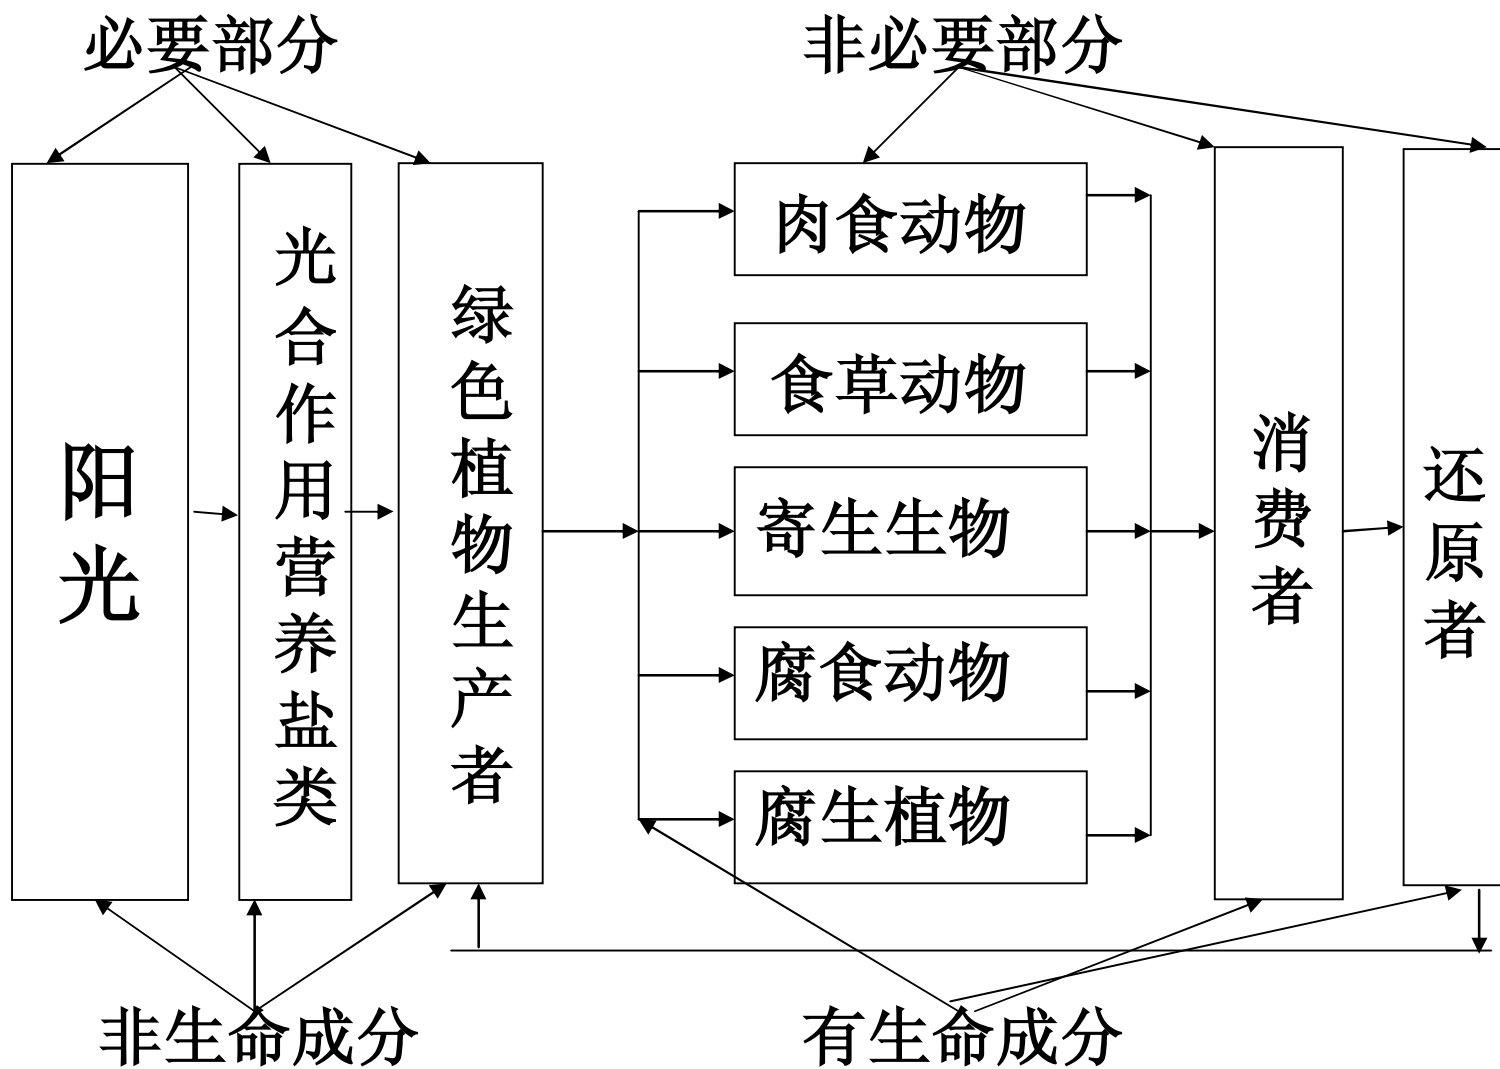 必要部分
非必要部分
阳光
光合作用营养盐类
绿色植物生产者
肉食动物
食草动物
寄生生物
腐食动物
腐生植物
消费者
还原者
非生命成分
有生命成分